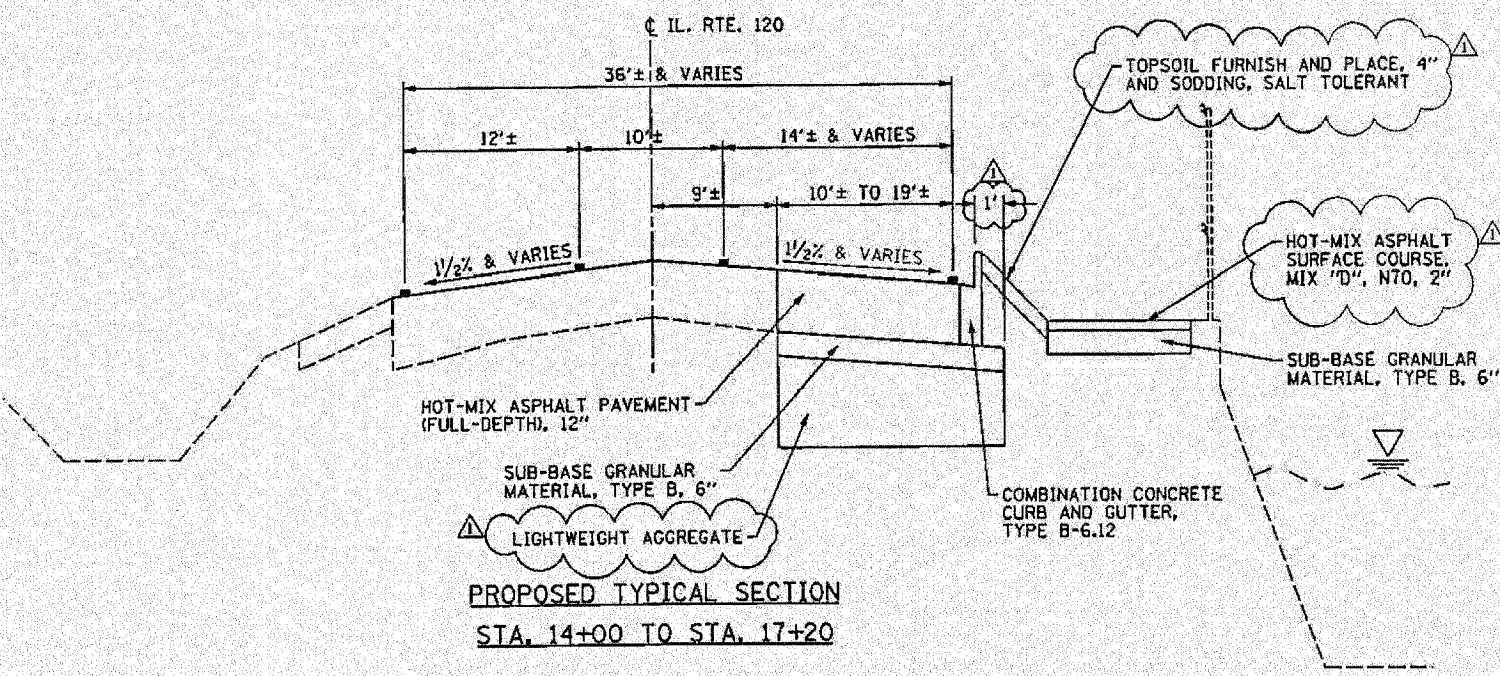 ℄ IL. RTE. 120
36'± & VARIES
12'±
10'±
14'± & VARIES
9'±
10'± TO 19'±
1'
1
1½% & VARIES
1½% & VARIES
TOPSOIL FURNISH AND PLACE, 4"
AND SODDING, SALT TOLERANT
1
HOT-MIX ASPHALT
SURFACE COURSE,
MIX "D", N70, 2"
1
SUB-BASE GRANULAR
MATERIAL, TYPE B, 6"
HOT-MIX ASPHALT PAVEMENT
(FULL-DEPTH), 12"
SUB-BASE GRANULAR
MATERIAL, TYPE B, 6"
1
LIGHTWEIGHT AGGREGATE
COMBINATION CONCRETE
CURB AND GUTTER,
TYPE B-6.12
PROPOSED TYPICAL SECTION
STA. 14+00 TO STA. 17+20